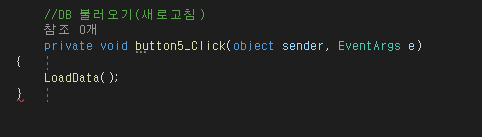 //DB 불러오기(새로고침)
참조 0개
private void button5_Click(object sender, EventArgs e)
{
LoadData();
}